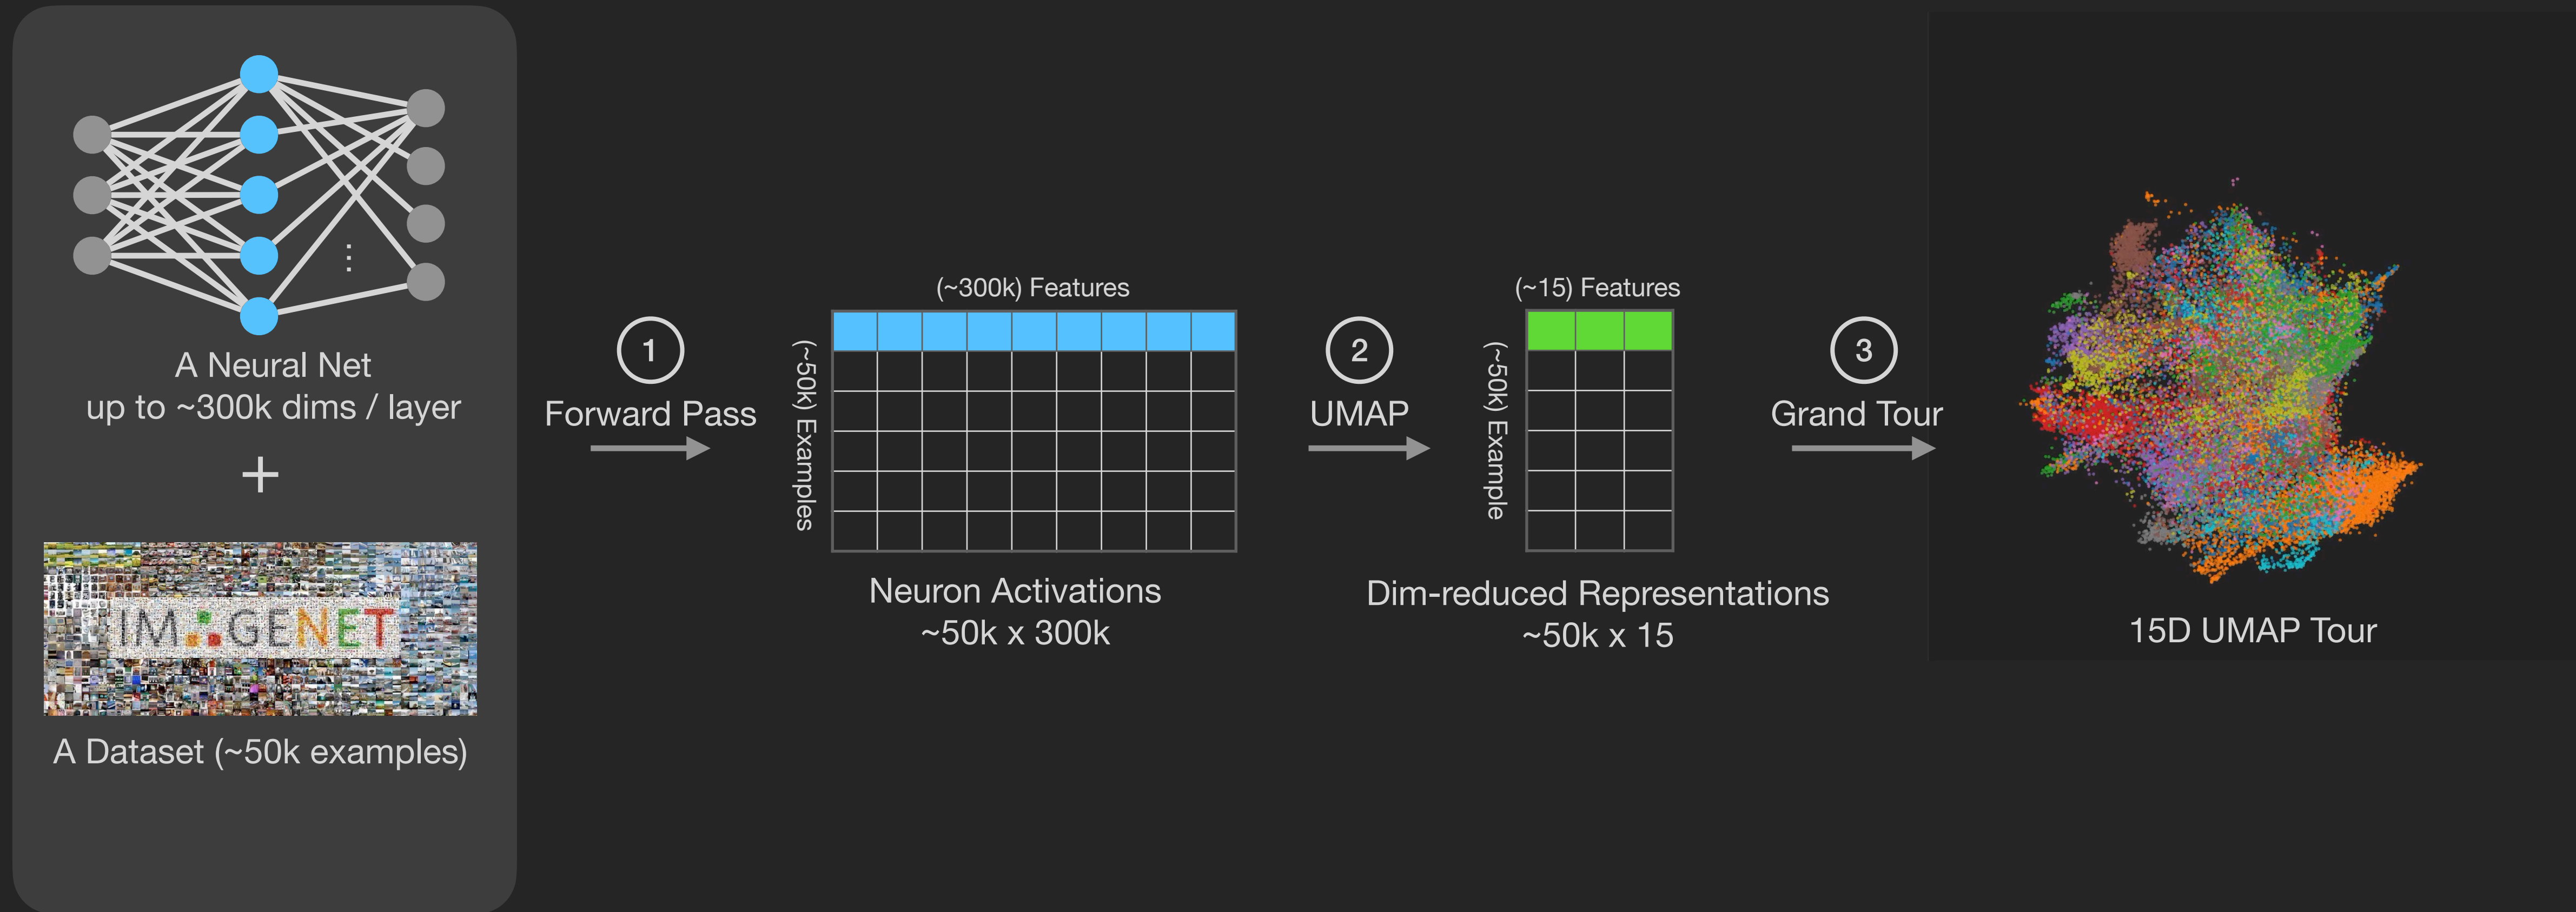 A Neural Net
up to ~300k dims / layer
+
IMAGENET
A Dataset (~50k examples)
1
Forward Pass
(~300k) Features
(~50k) Examples
Neuron Activations
~50k x 300k
2
UMAP
(~15) Features
(~50k) Example
Dim-reduced Representations
~50k x 15
3
Grand Tour
15D UMAP Tour